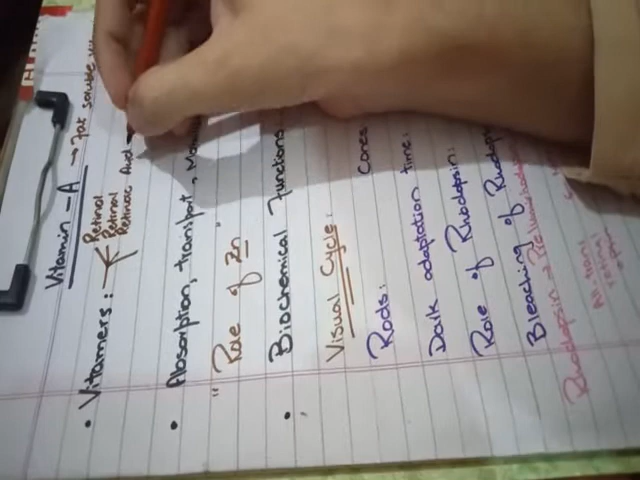 Vitamin - A → Fat soluble
• Vitamers: Retinol
Retinal
Retinoic Acid →
• Absorption, transport,
"Role of Zn"
• Biochemical Functions
Visual Cycle:
Rods: Cones
Dark adaptation time:
Role of Rhodopsin:
Bleaching of Rhodop
Rhodopsin →